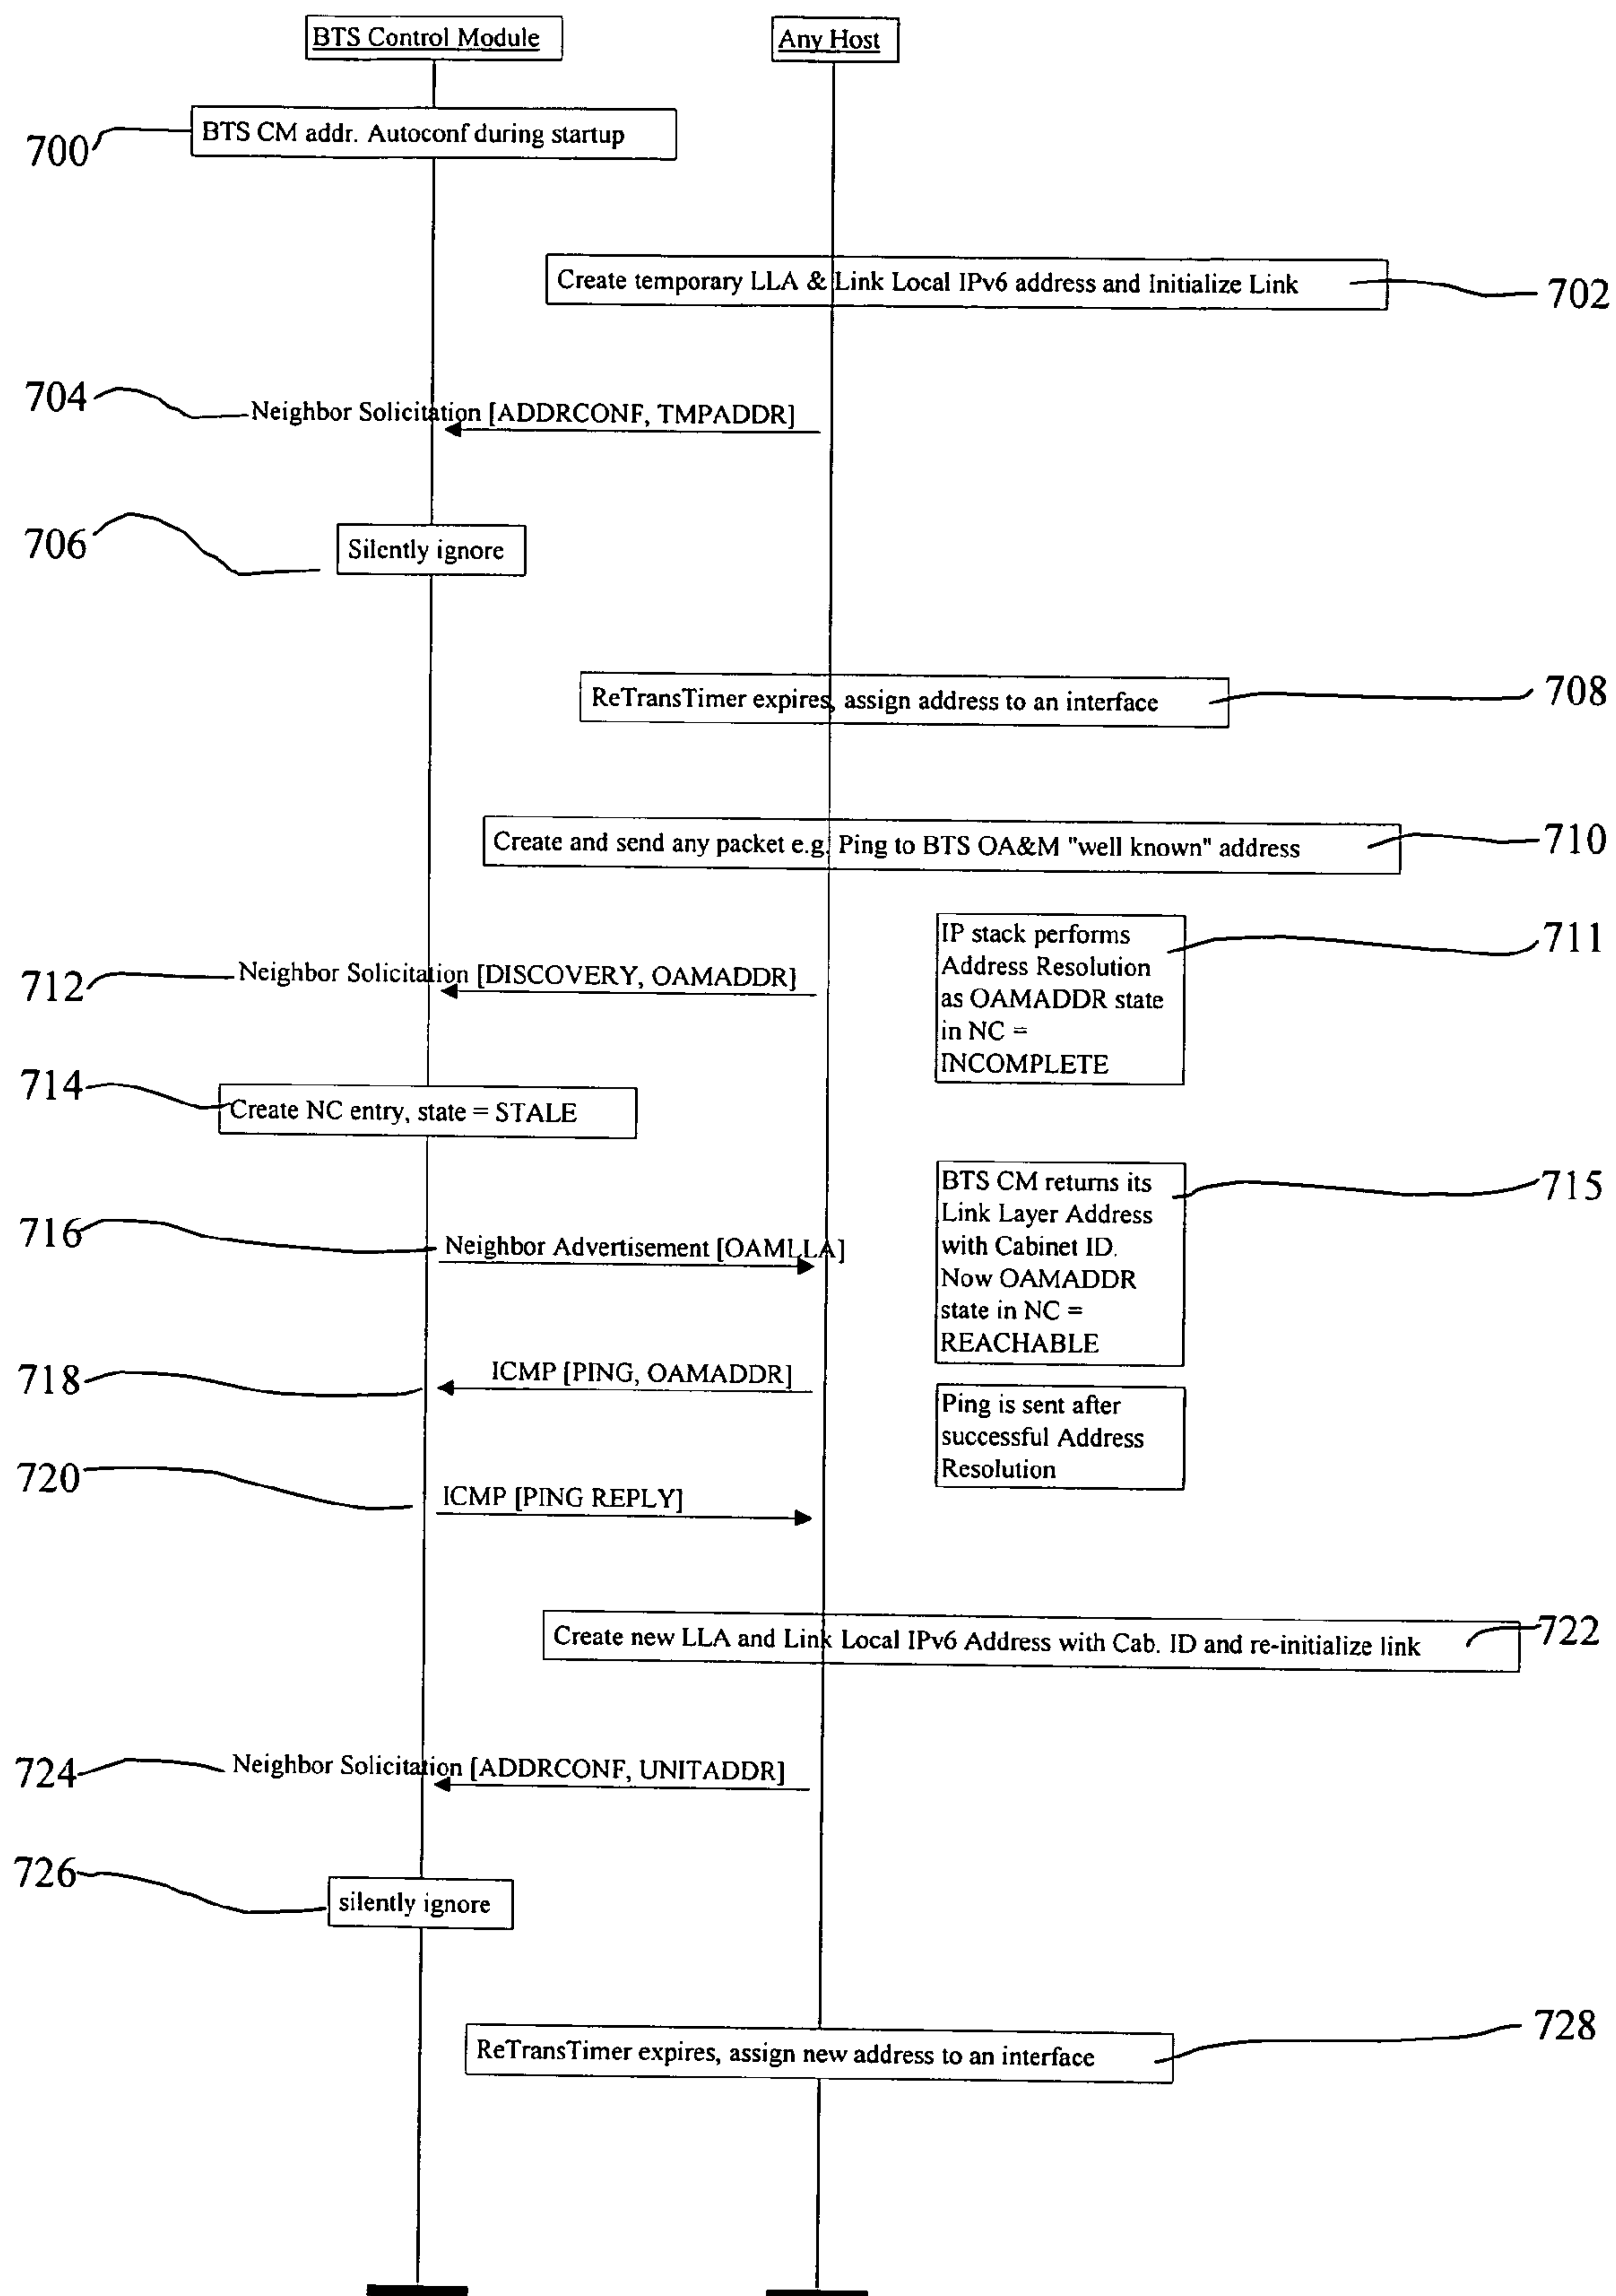 BTS Control Module
Any Host
700
BTS CM addr. Autoconf during startup
Create temporary LLA & Link Local IPv6 address and Initialize Link
702
704
Neighbor Solicitation [ADDRCONF, TMPADDR]
706
Silently ignore
ReTransTimer expires, assign address to an interface
708
Create and send any packet e.g. Ping to BTS OA&M "well known" address
710
IP stack performs
Address Resolution
as OAMADDR state
in NC =
INCOMPLETE
711
712
Neighbor Solicitation [DISCOVERY, OAMADDR]
714
Create NC entry, state = STALE
BTS CM returns its
Link Layer Address
with Cabinet ID.
Now OAMADDR
state in NC =
REACHABLE
715
716
Neighbor Advertisement [OAMLLA]
718
ICMP [PING, OAMADDR]
Ping is sent after
successful Address
Resolution
720
ICMP [PING REPLY]
Create new LLA and Link Local IPv6 Address with Cab. ID and re-initialize link
722
724
Neighbor Solicitation [ADDRCONF, UNITADDR]
726
silently ignore
ReTransTimer expires, assign new address to an interface
728